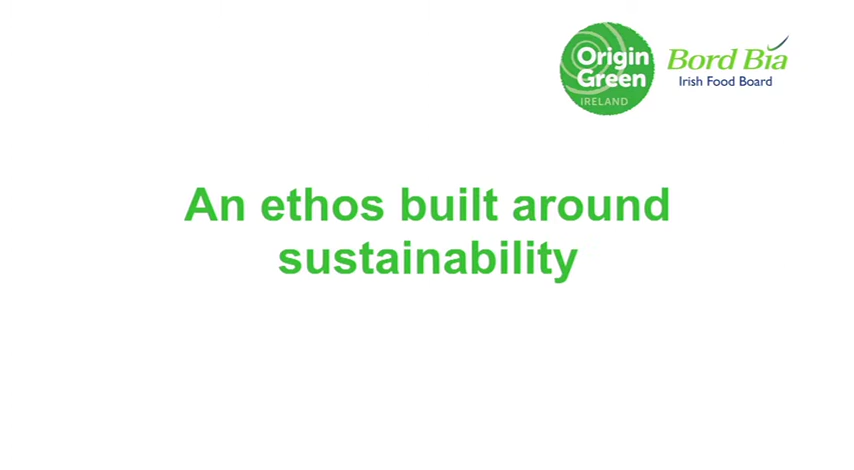 Origin
Green
IRELAND
Bord Bia
Irish Food Board
An ethos built around
sustainability